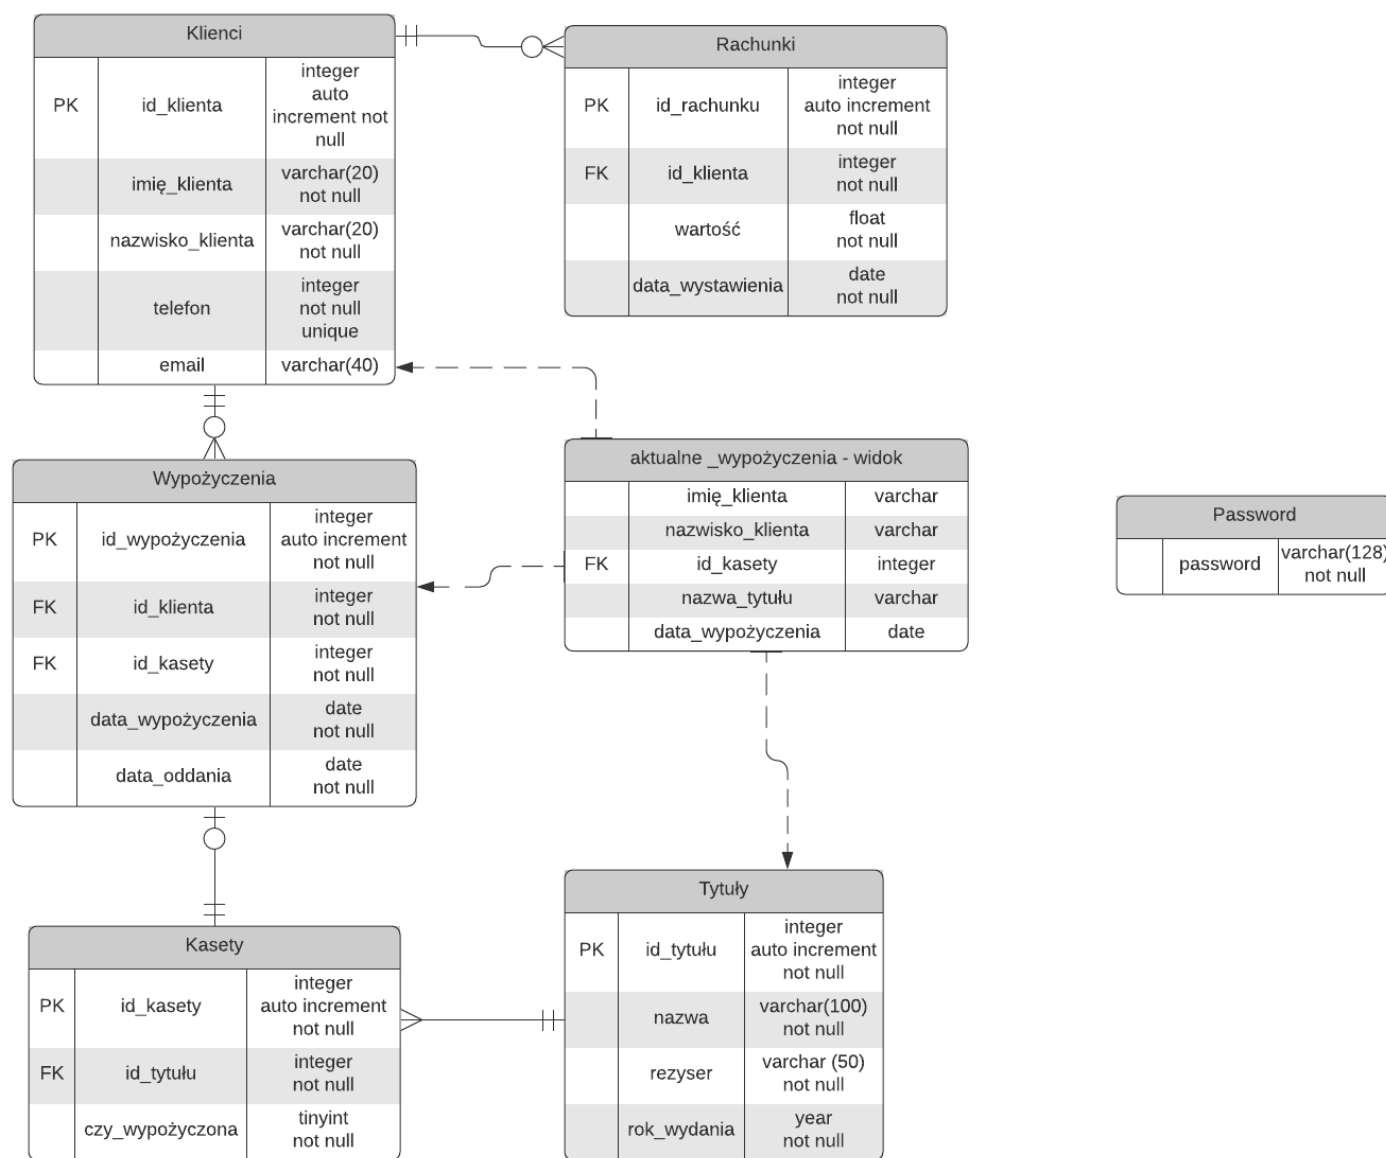 Klienci
PK
id_klienta
integer
auto
increment not
null
imię_klienta
varchar(20)
not null
nazwisko_klienta
varchar(20)
not null
telefon
integer
not null
unique
email
varchar(40)
Rachunki
PK
id_rachunku
integer
auto increment
not null
FK
id_klienta
integer
not null
wartość
float
not null
data_wystawienia
date
not null
Wypożyczenia
PK
id_wypożyczenia
integer
auto increment
not null
FK
id_klienta
integer
not null
FK
id_kasety
integer
not null
data_wypożyczenia
date
not null
data_oddania
date
not null
aktualne _wypożyczenia - widok
imię_klienta
varchar
nazwisko_klienta
varchar
FK
id_kasety
integer
nazwa_tytułu
varchar
data_wypożyczenia
date
Password
password
varchar(128)
not null
Kasety
PK
id_kasety
integer
auto increment
not null
FK
id_tytułu
integer
not null
czy_wypożyczona
tinyint
not null
Tytuły
PK
id_tytułu
integer
auto increment
not null
nazwa
varchar(100)
not null
rezyser
varchar (50)
not null
rok_wydania
year
not null